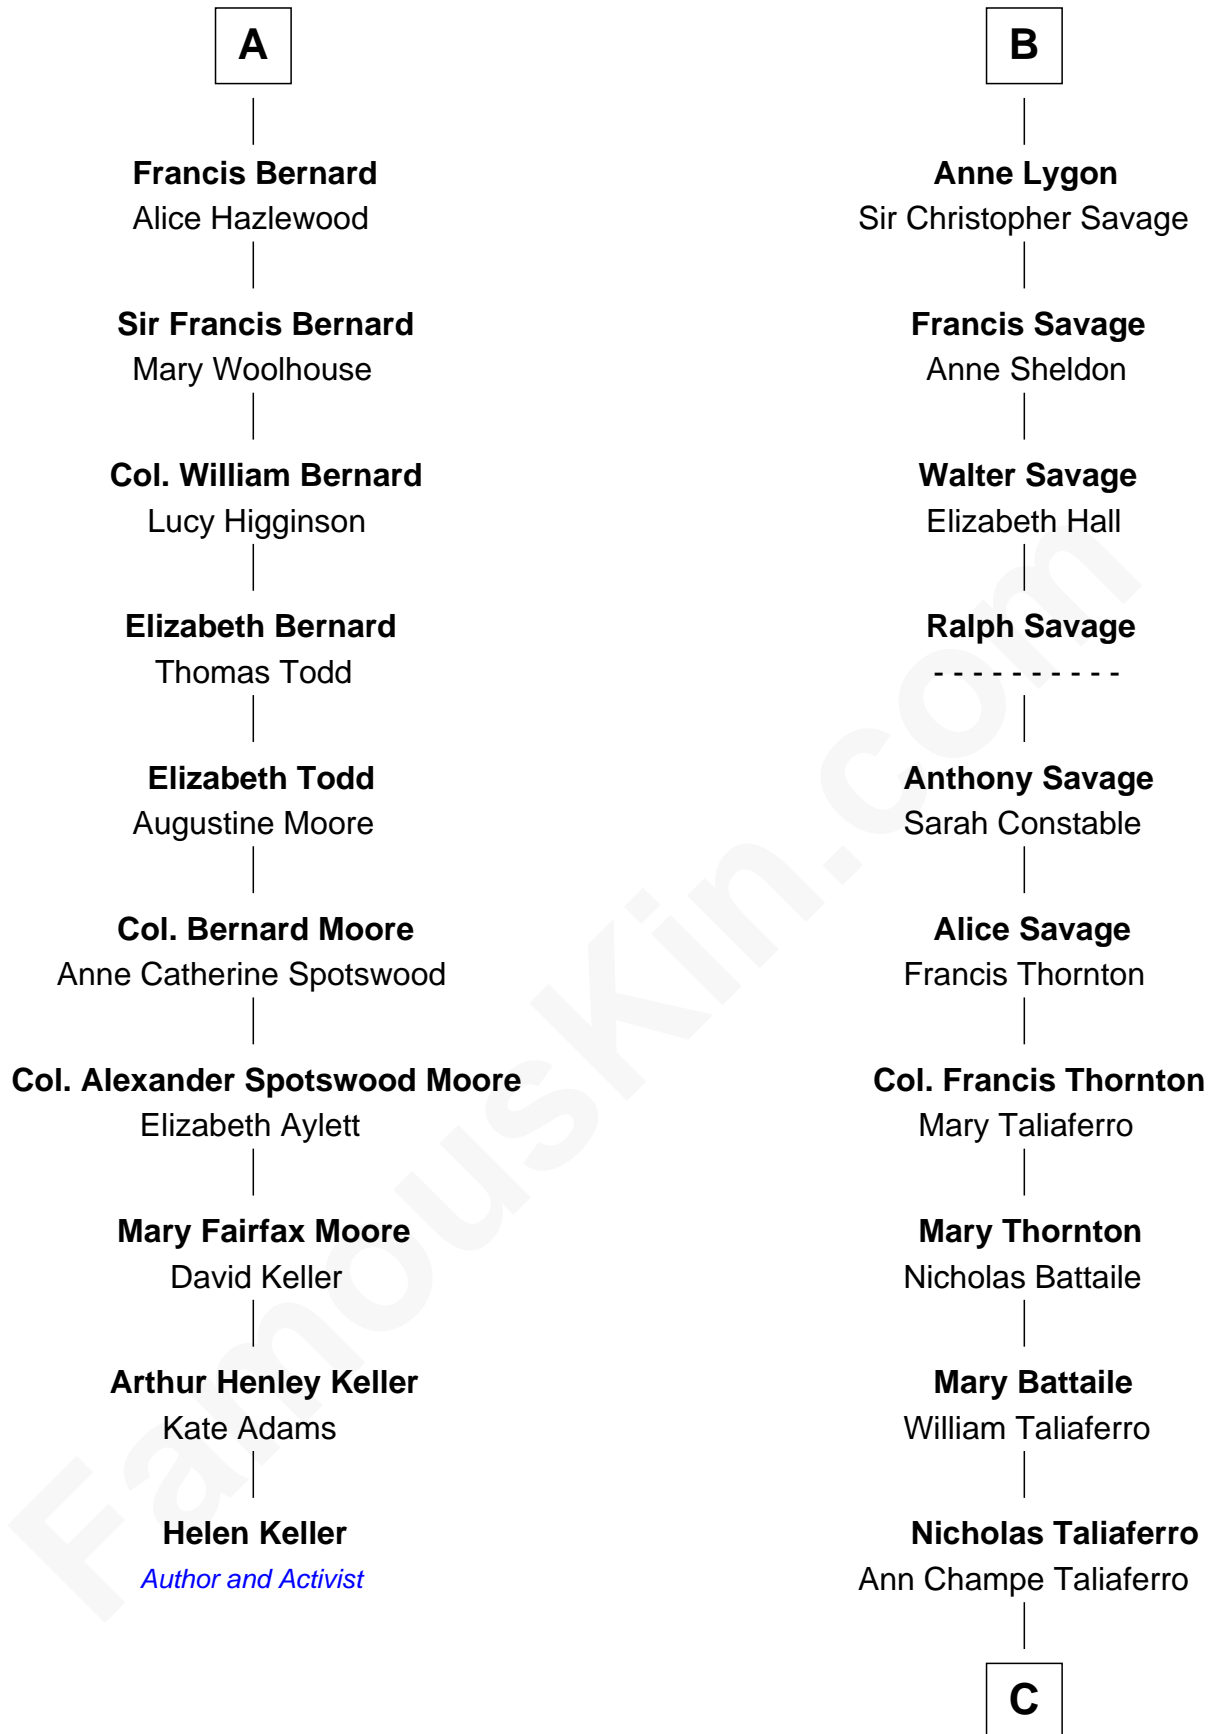 A
Francis Bernard
Alice Hazlewood
Sir Francis Bernard
Mary Woolhouse
Col. William Bernard
Lucy Higginson
Elizabeth Bernard
Thomas Todd
Elizabeth Todd
Augustine Moore
Col. Bernard Moore
Anne Catherine Spotswood
Col. Alexander Spotswood Moore
Elizabeth Aylett
Mary Fairfax Moore
David Keller
Arthur Henley Keller
Kate Adams
Helen Keller
Author and Activist
B
Anne Lygon
Sir Christopher Savage
Francis Savage
Anne Sheldon
Walter Savage
Elizabeth Hall
Ralph Savage
- - - - - - - - - -
Anthony Savage
Sarah Constable
Alice Savage
Francis Thornton
Col. Francis Thornton
Mary Taliaferro
Mary Thornton
Nicholas Battaile
Mary Battaile
William Taliaferro
Nicholas Taliaferro
Ann Champe Taliaferro
C
FamousKin.com